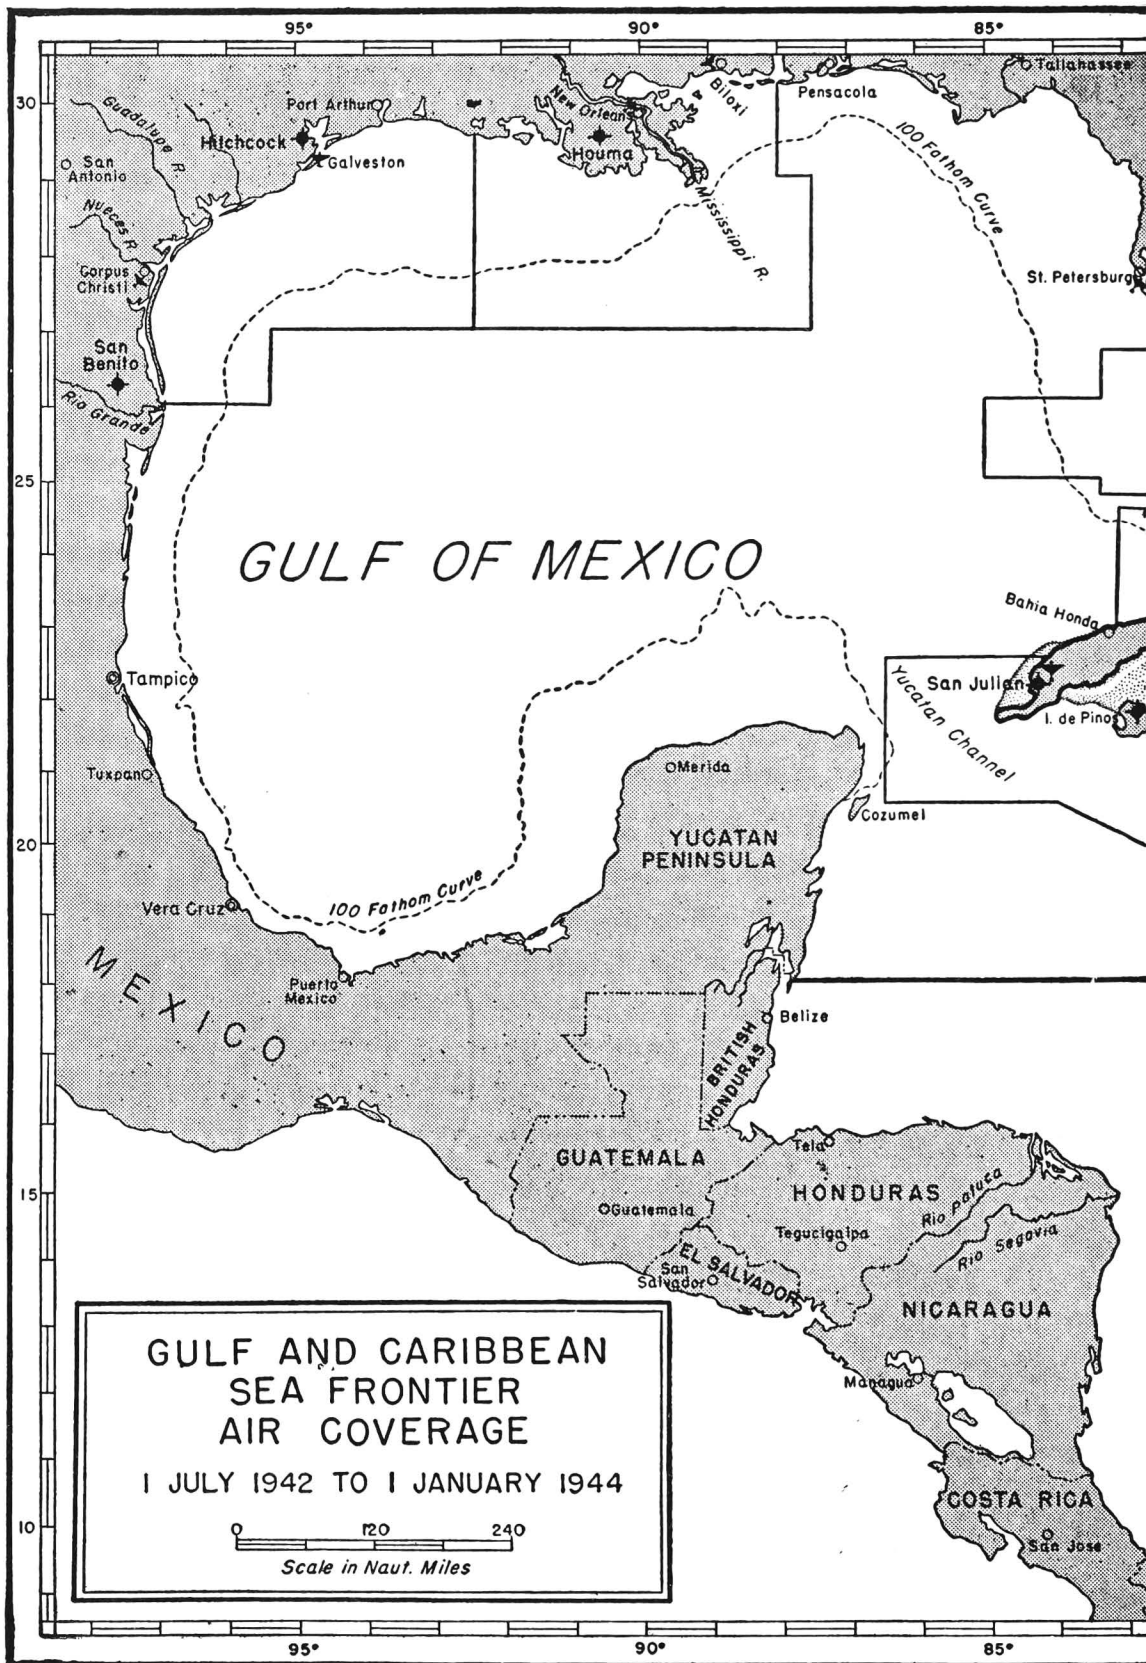 95°
90°
85°
30
Guadalupe R.
Port Arthur
New Orleans
Biloxi
Pensacola
Tallahassee
Hitchcock
Galveston
Houma
100 Fathom Curve
San
Antonio
Nueces R.
Mississippi R.
Corpus
Christi
St. Petersburg
San
Benito
Rio Grande
25
GULF OF MEXICO
Bahia Honda
Tampico
San Julian
Yucatan Channel
I. de Pinos
Tuxpan
Merida
Cozumel
20
YUCATAN
PENINSULA
100 Fathom Curve
Vera Cruz
MEXICO
Puerto
Mexico
Belize
BRITISH
HONDURAS
Tela
GUATEMALA
15
HONDURAS
Rio Patuca
Guatemala
Tegucigalpa
Rio Segovia
EL SALVADOR
San
Salvador
NICARAGUA
GULF AND CARIBBEAN
SEA FRONTIER
AIR COVERAGE
1 JULY 1942 TO 1 JANUARY 1944
0 120 240
Scale in Naut. Miles
Managua
COSTA RICA
San José
10
95°
90°
85°